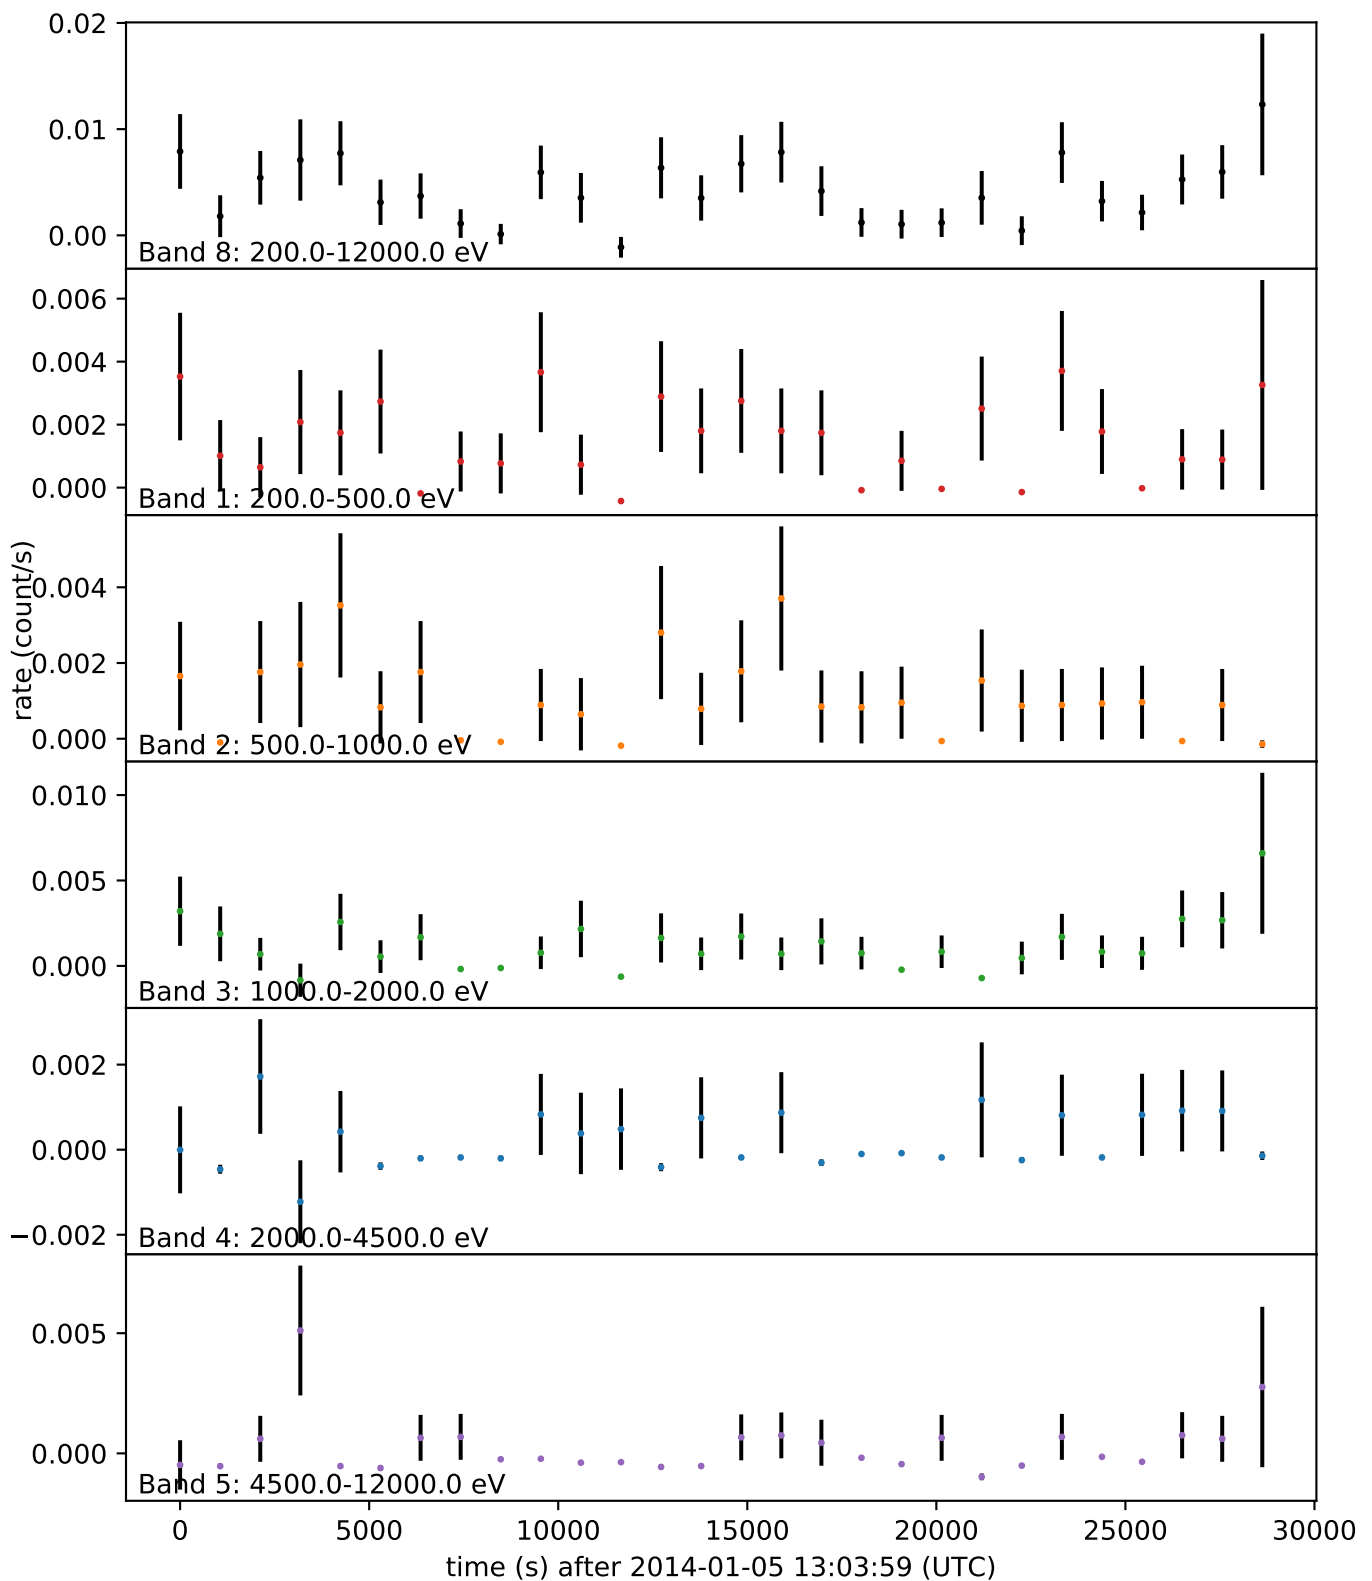 0.02
0.01
0.00
Band 8: 200.0-12000.0 eV
0.006
0.004
0.002
0.000
Band 1: 200.0-500.0 eV
rate (count/s)
0.004
0.002
0.000
Band 2: 500.0-1000.0 eV
0.010
0.005
0.000
Band 3: 1000.0-2000.0 eV
0.002
0.000
−0.002
Band 4: 2000.0-4500.0 eV
0.005
0.000
Band 5: 4500.0-12000.0 eV
0 5000 10000 15000 20000 25000 30000
time (s) after 2014-01-05 13:03:59 (UTC)